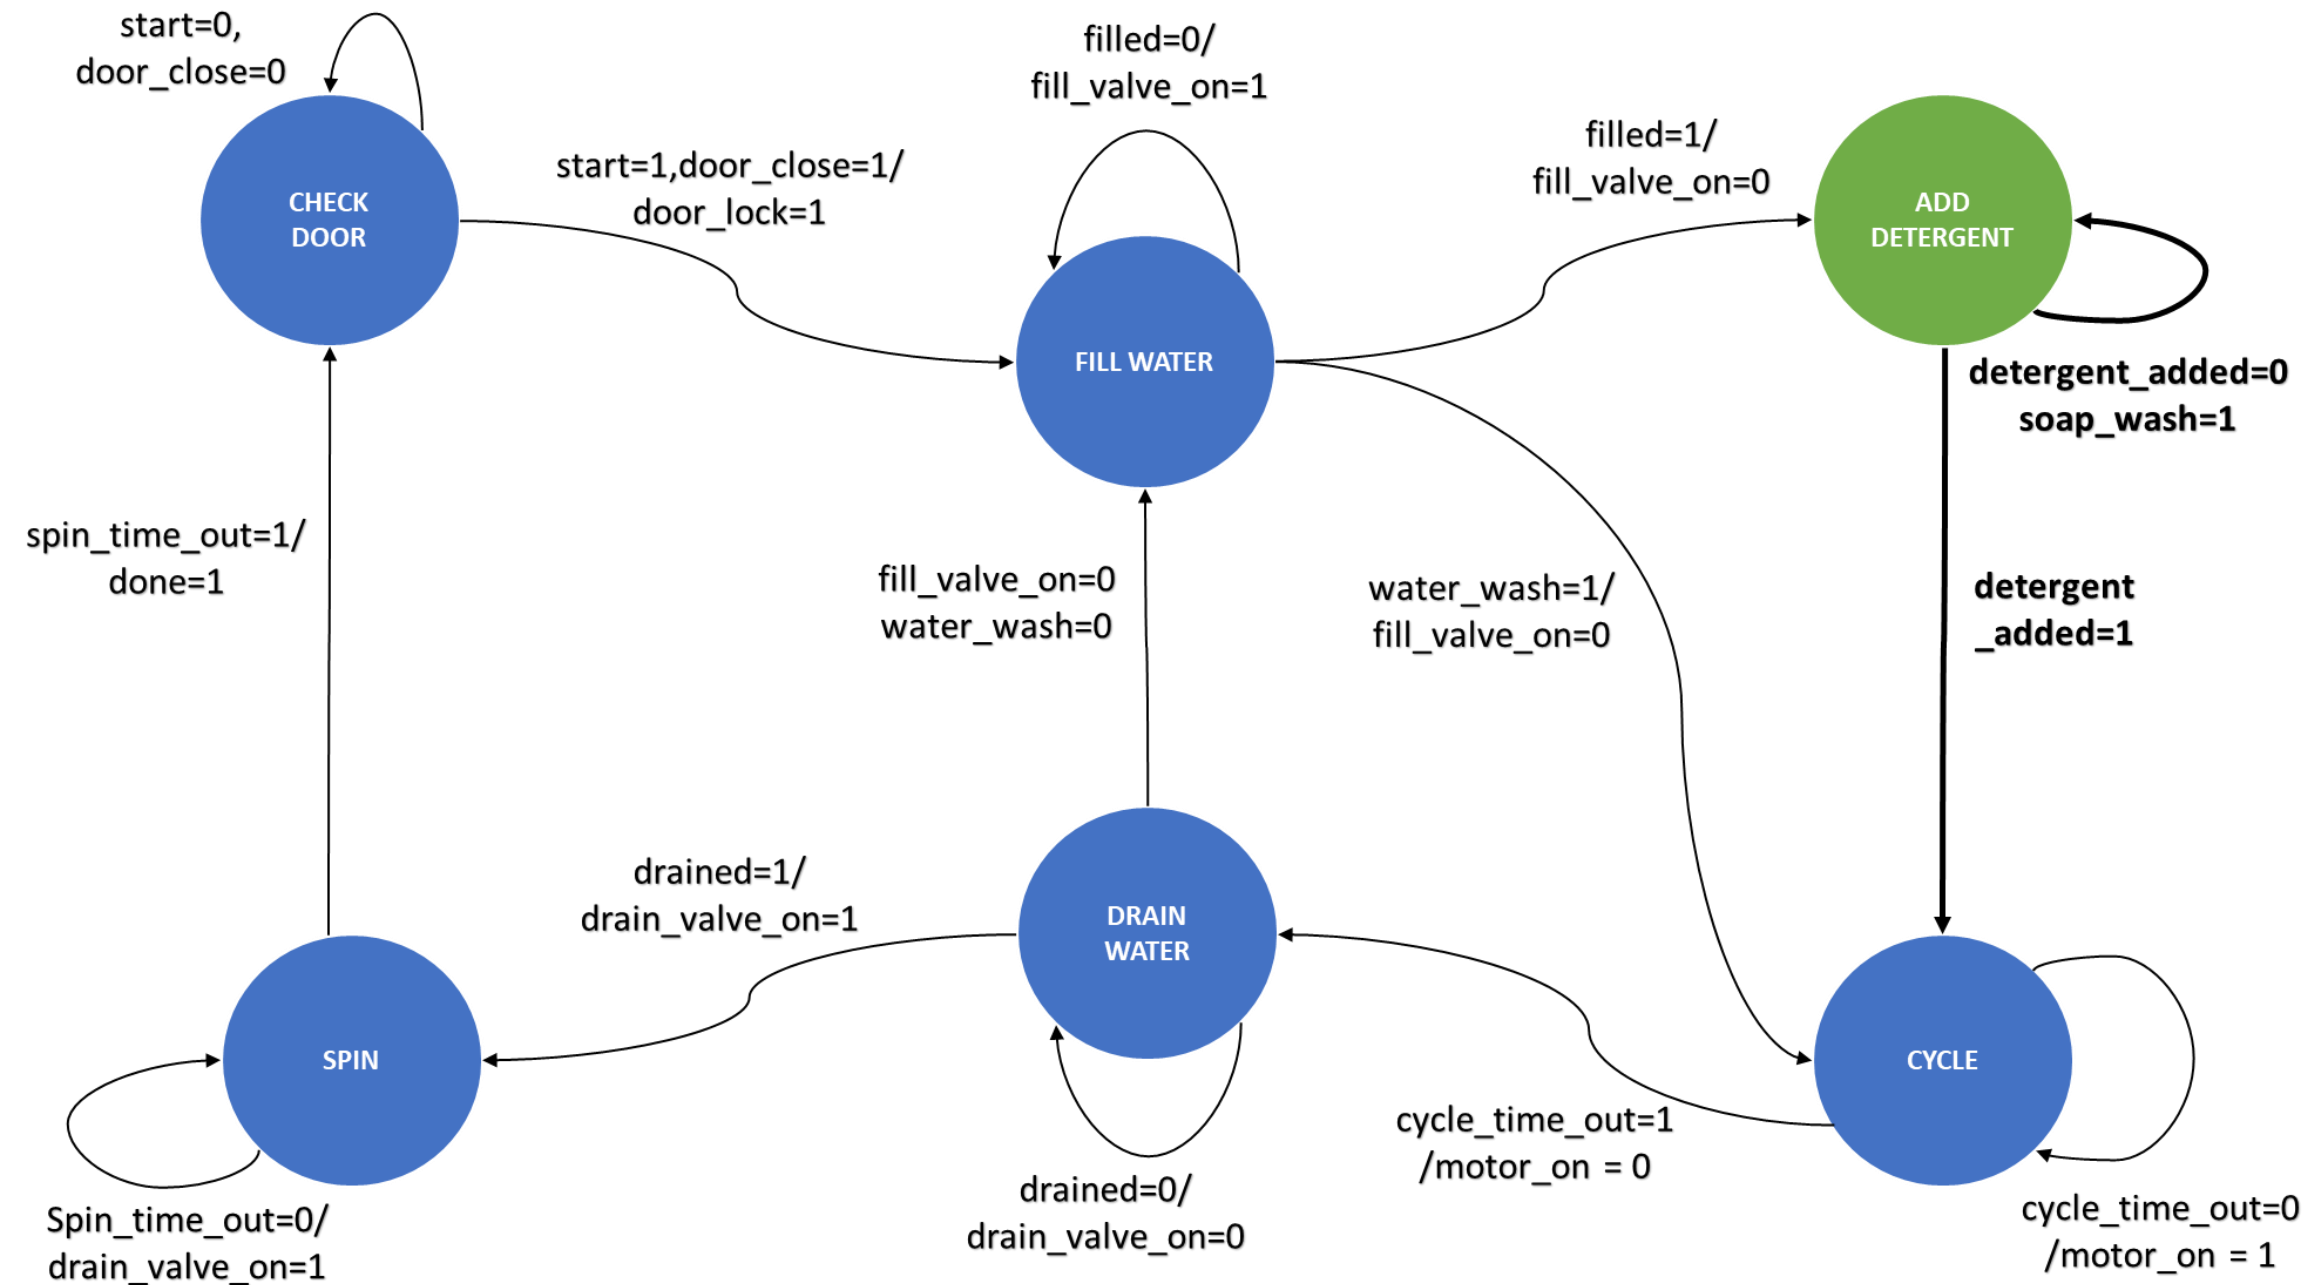 start=0,
door_close=0
filled=0/
fill_valve_on=1
filled=1/
fill_valve_on=0
start=1,door_close=1/
door_lock=1
CHECK
DOOR
ADD
DETERGENT
FILL WATER
detergent_added=0
soap_wash=1
spin_time_out=1/
done=1
fill_valve_on=0
water_wash=0
water_wash=1/
fill_valve_on=0
detergent
_added=1
drained=1/
drain_valve_on=1
DRAIN
WATER
SPIN
CYCLE
cycle_time_out=1
/motor_on = 0
drained=0/
drain_valve_on=0
Spin_time_out=0/
drain_valve_on=1
cycle_time_out=0
/motor_on = 1